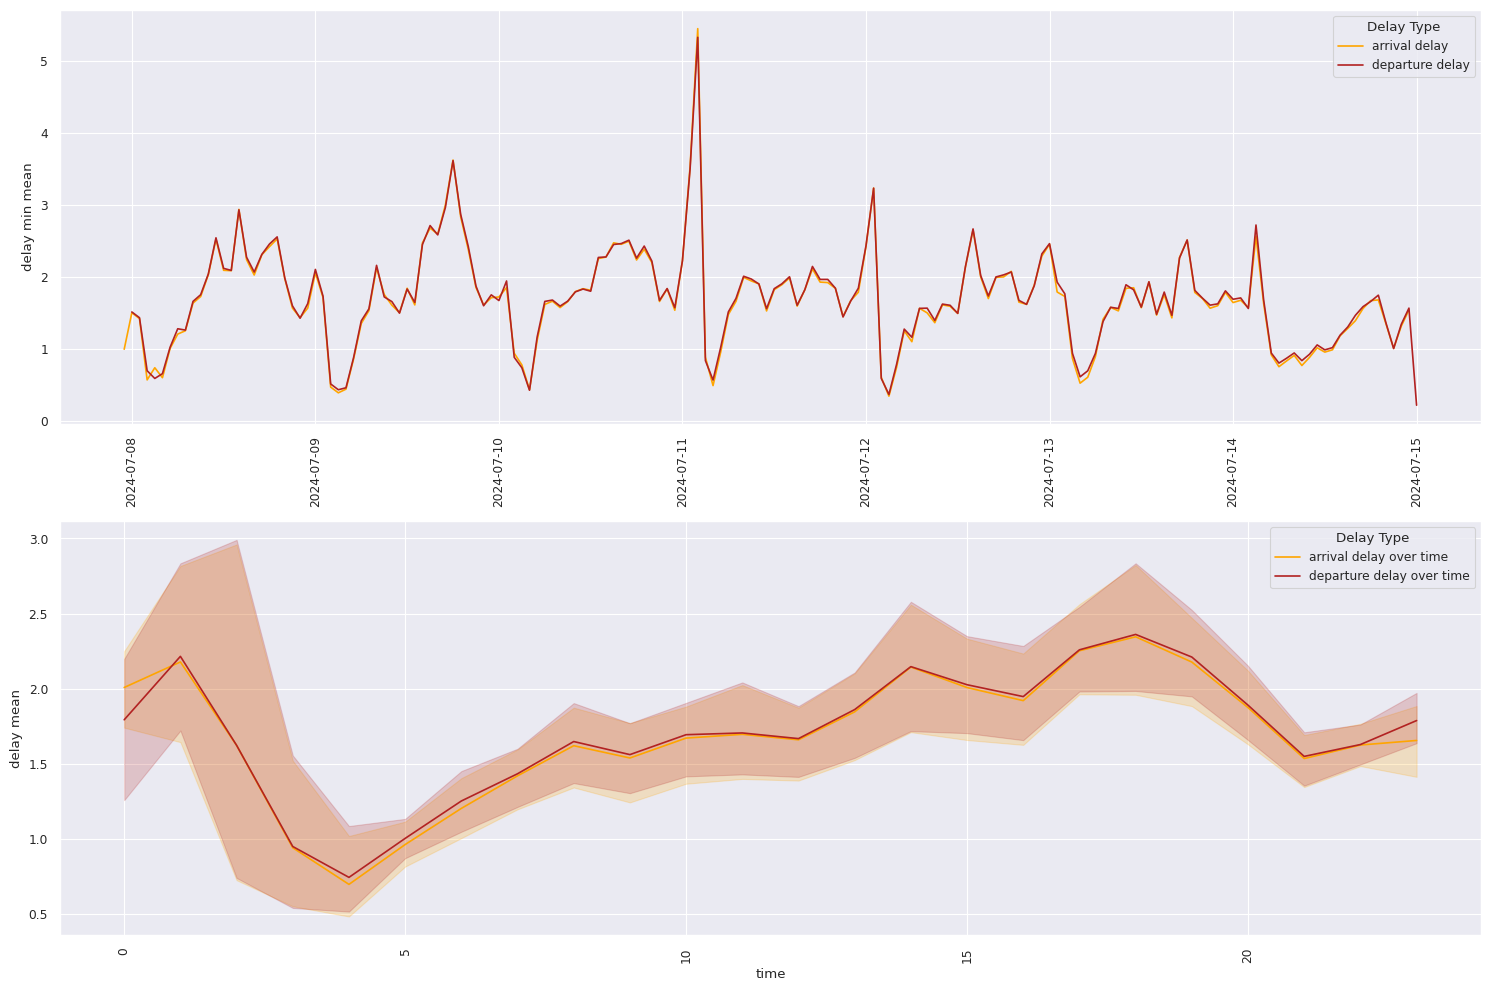 Delay Type
arrival delay
departure delay
delay min mean
5
4
3
2
1
0
2024-07-08
2024-07-09
2024-07-10
2024-07-11
2024-07-12
2024-07-13
2024-07-14
2024-07-15
Delay Type
arrival delay over time
departure delay over time
delay mean
3.0
2.5
2.0
1.5
1.0
0.5
0
5
10
15
20
time